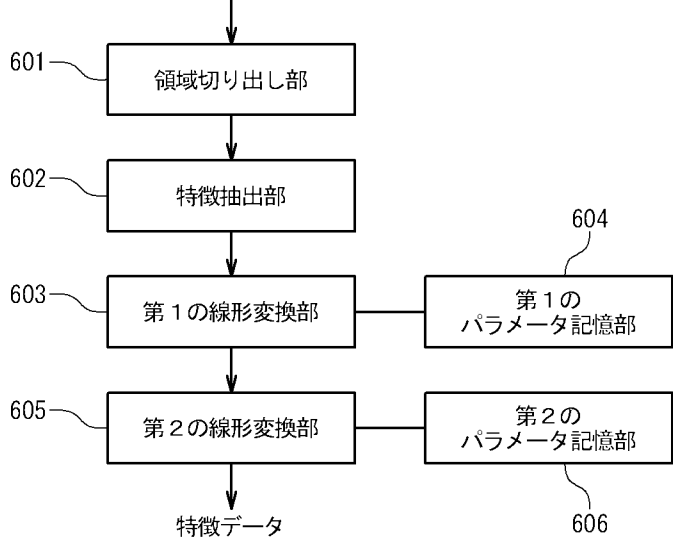 601
領域切り出し部
602
特徴抽出部
604
603
第１の線形変換部
第１の
パラメータ記憶部
605
第２の線形変換部
第２の
パラメータ記憶部
特徴データ
606